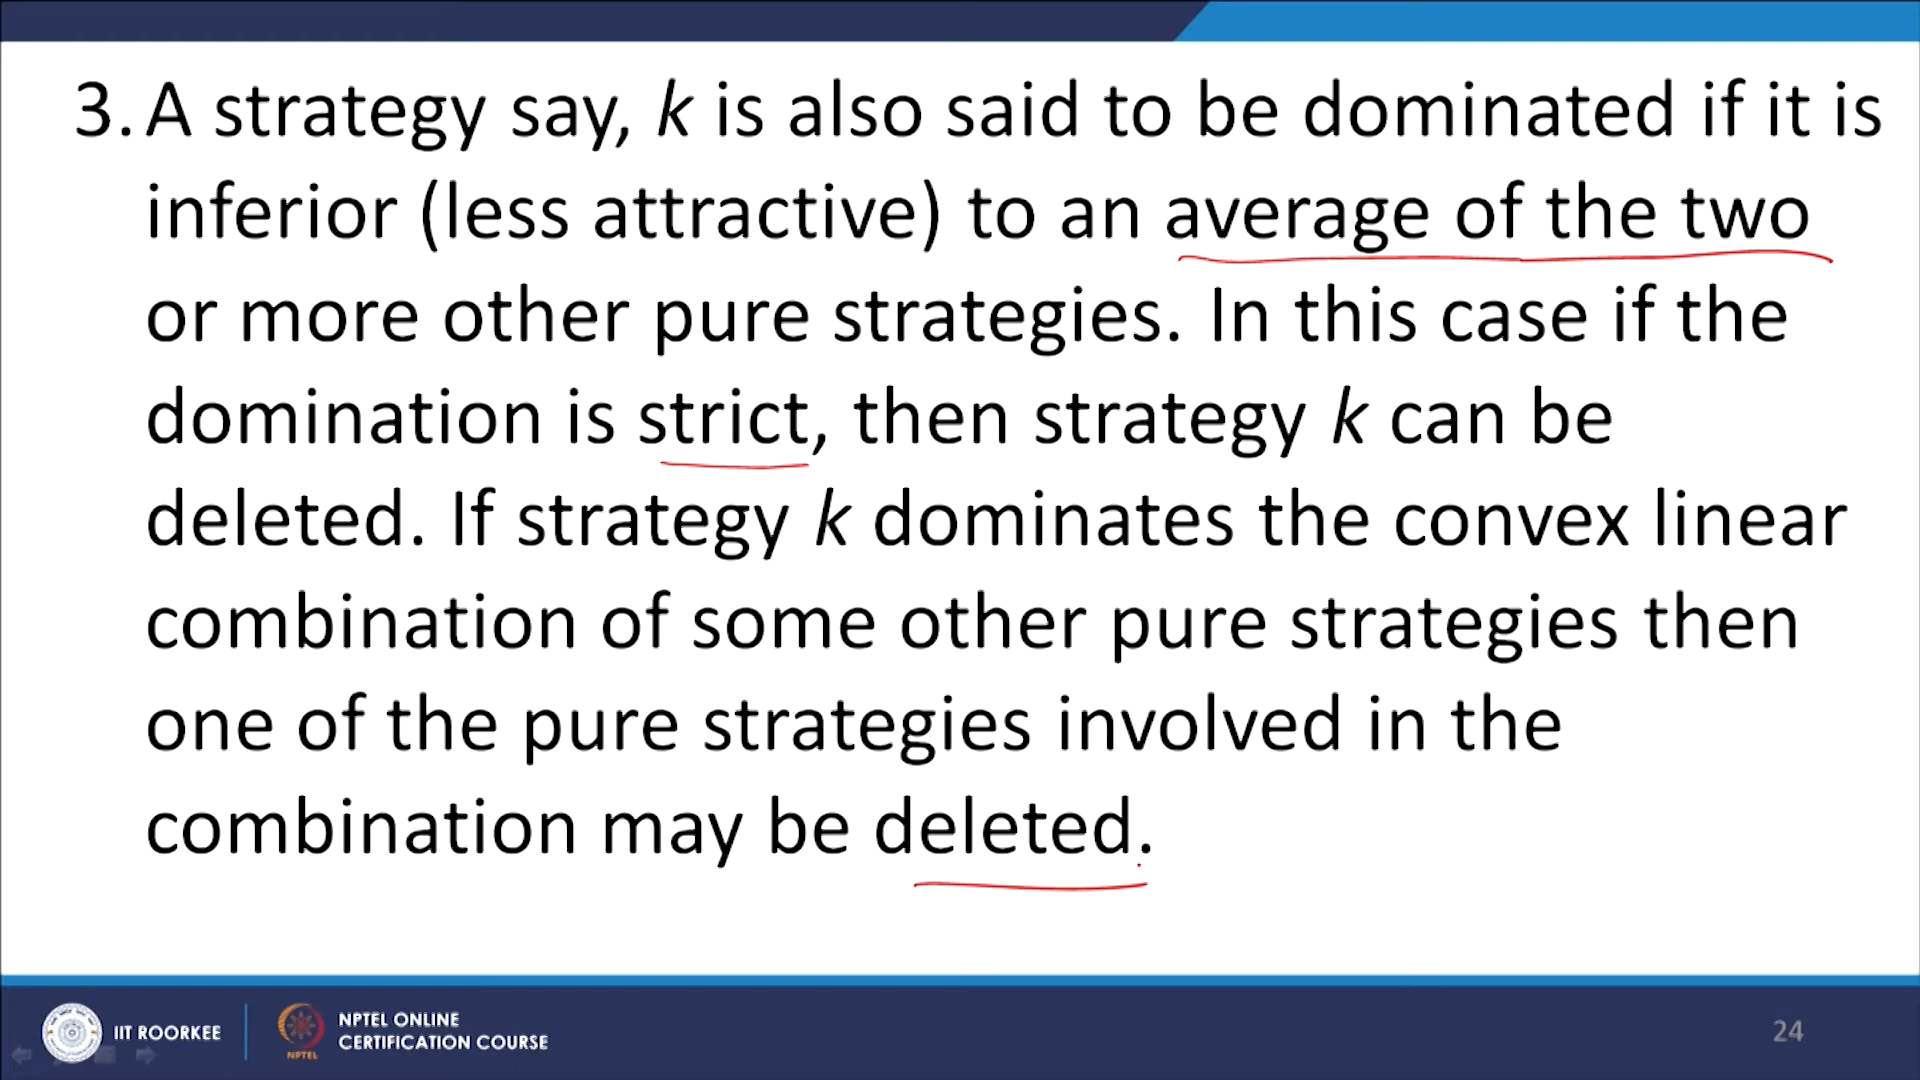 3. A strategy say, k is also said to be dominated if it is
inferior (less attractive) to an average of the two
or more other pure strategies. In this case if the
domination is strict, then strategy k can be
deleted. If strategy k dominates the convex linear
combination of some other pure strategies then
one of the pure strategies involved in the
combination may be deleted.
IIT ROORKEE
NPTEL
NPTEL ONLINE
CERTIFICATION COURSE
24